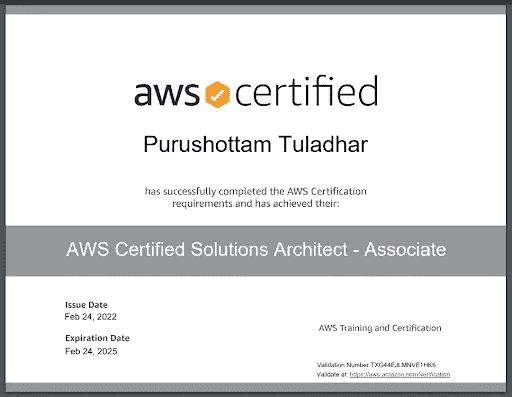 aws certified
Purushottam Tuladhar
has successfully completed the AWS Certification
requirements and has achieved their:
AWS Certified Solutions Architect - Associate
Issue Date
Feb 24, 2022
Expiration Date
Feb 24, 2025
AWS Training and Certification
Validation Number TXG44EJLMNVE1HK5
Validate at: https://aws.amazon.com/verification